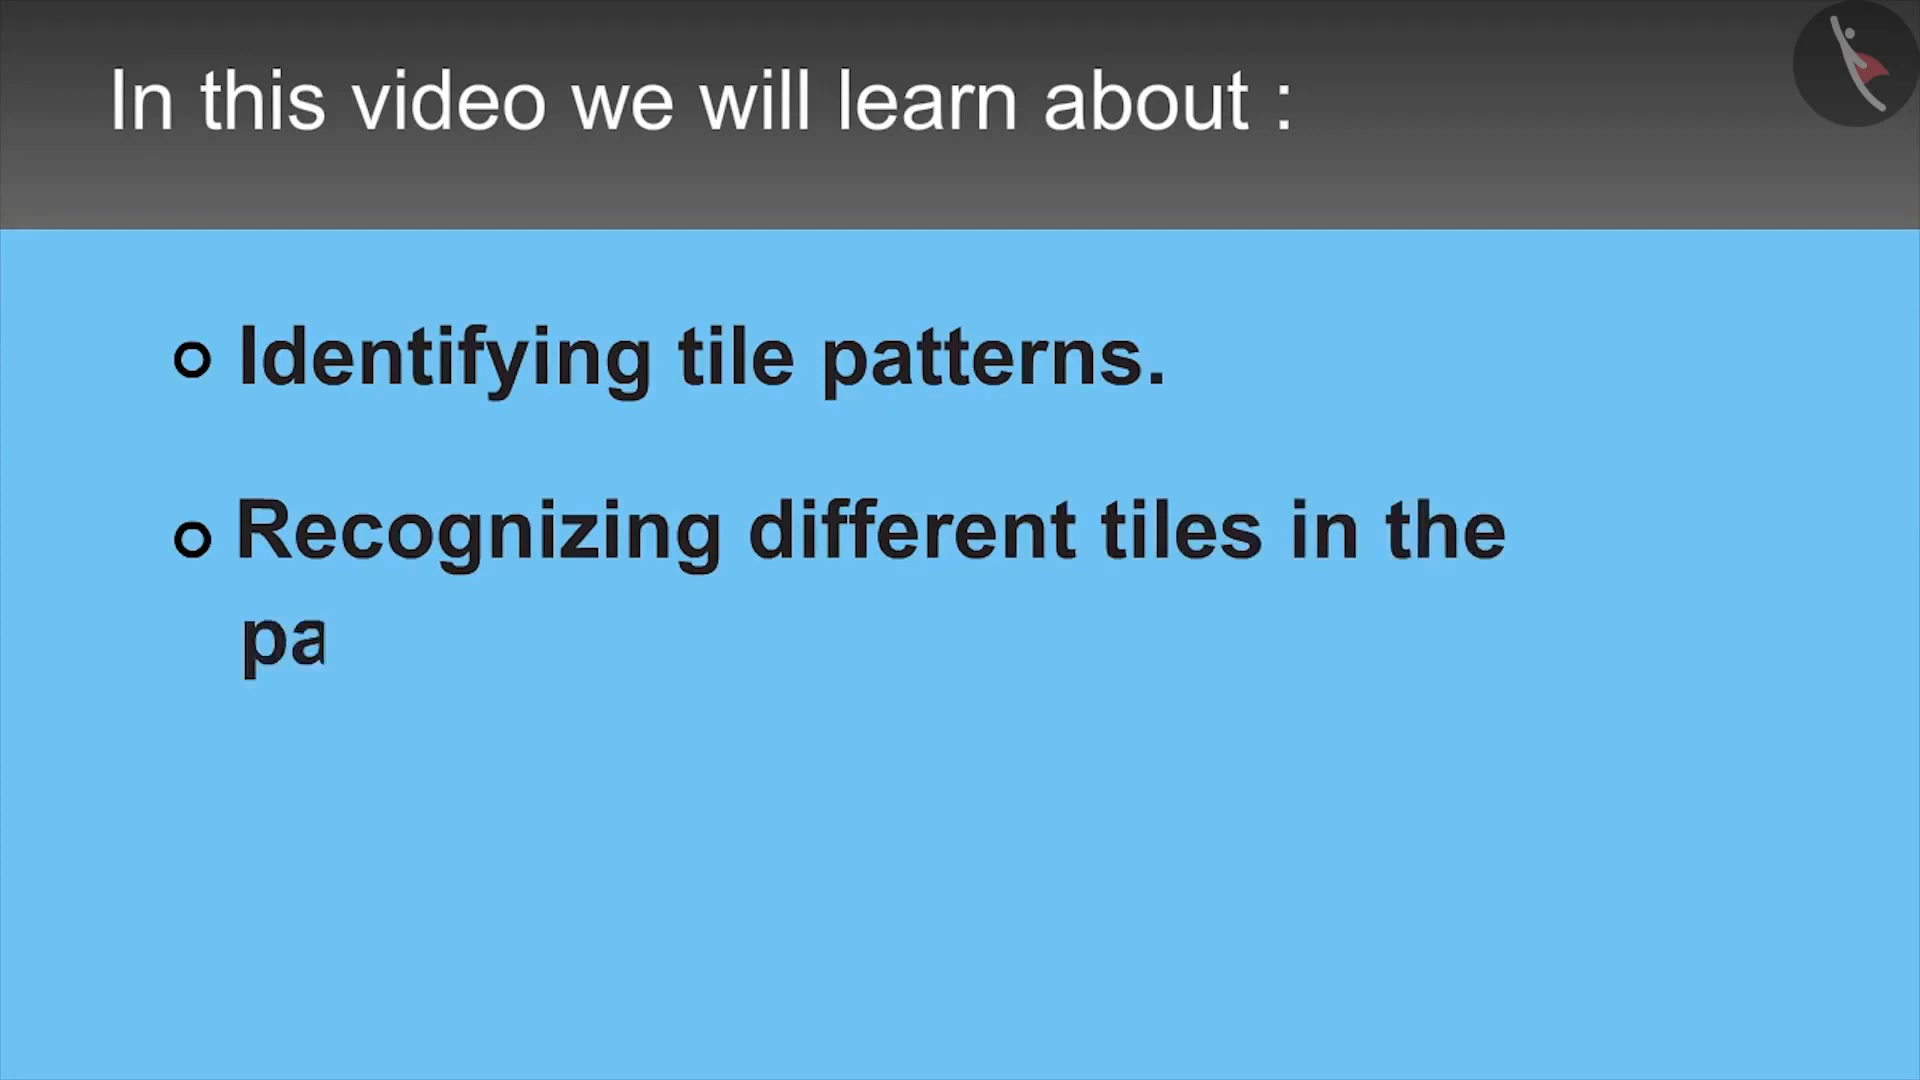 In this video we will learn about :
Identifying tile patterns.
Recognizing different tiles in the
pa